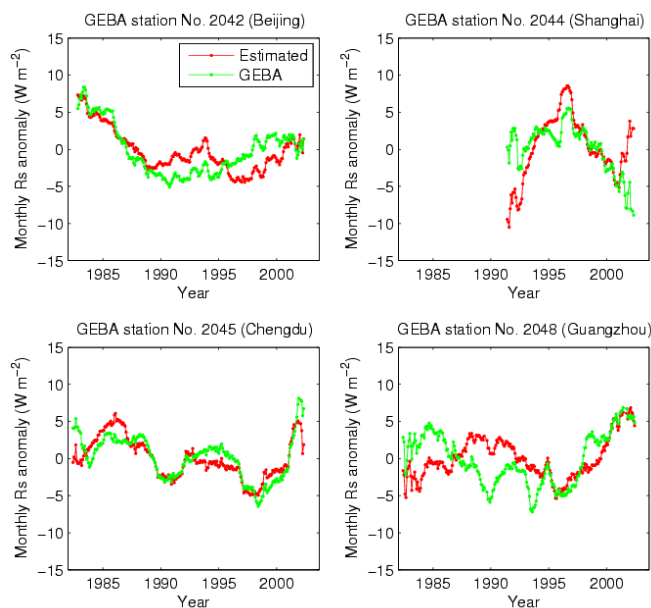 GEBA station No. 2042 (Beijing)
Monthly Rs anomaly (W m−2)
15
10
5
0
−5
−10
−15
Estimated
GEBA
1985 1990 1995 2000
Year
GEBA station No. 2044 (Shanghai)
Monthly Rs anomaly (W m−2)
15
10
5
0
−5
−10
−15
1985 1990 1995 2000
Year
GEBA station No. 2045 (Chengdu)
Monthly Rs anomaly (W m−2)
15
10
5
0
−5
−10
−15
1985 1990 1995 2000
Year
GEBA station No. 2048 (Guangzhou)
Monthly Rs anomaly (W m−2)
15
10
5
0
−5
−10
−15
1985 1990 1995 2000
Year